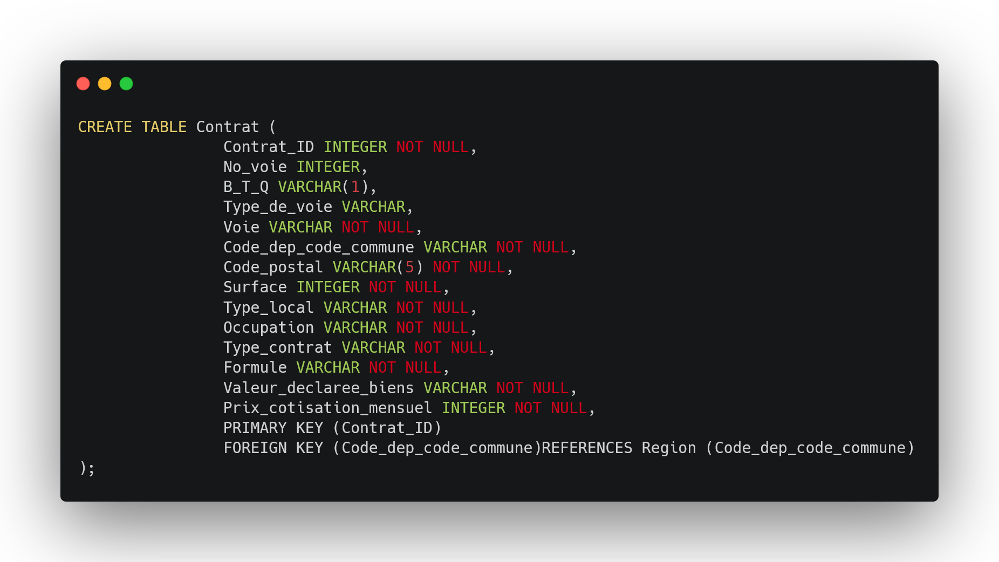 CREATE TABLE Contrat (
Contrat_ID INTEGER NOT NULL,
No_voie INTEGER,
B_T_Q VARCHAR(1),
Type_de_voie VARCHAR,
Voie VARCHAR NOT NULL,
Code_dep_code_commune VARCHAR NOT NULL,
Code_postal VARCHAR(5) NOT NULL,
Surface INTEGER NOT NULL,
Type_local VARCHAR NOT NULL,
Occupation VARCHAR NOT NULL,
Type_contrat VARCHAR NOT NULL,
Formule VARCHAR NOT NULL,
Valeur_declaree_biens VARCHAR NOT NULL,
Prix_cotisation_mensuel INTEGER NOT NULL,
PRIMARY KEY (Contrat_ID)
FOREIGN KEY (Code_dep_code_commune)REFERENCES Region (Code_dep_code_commune)
);